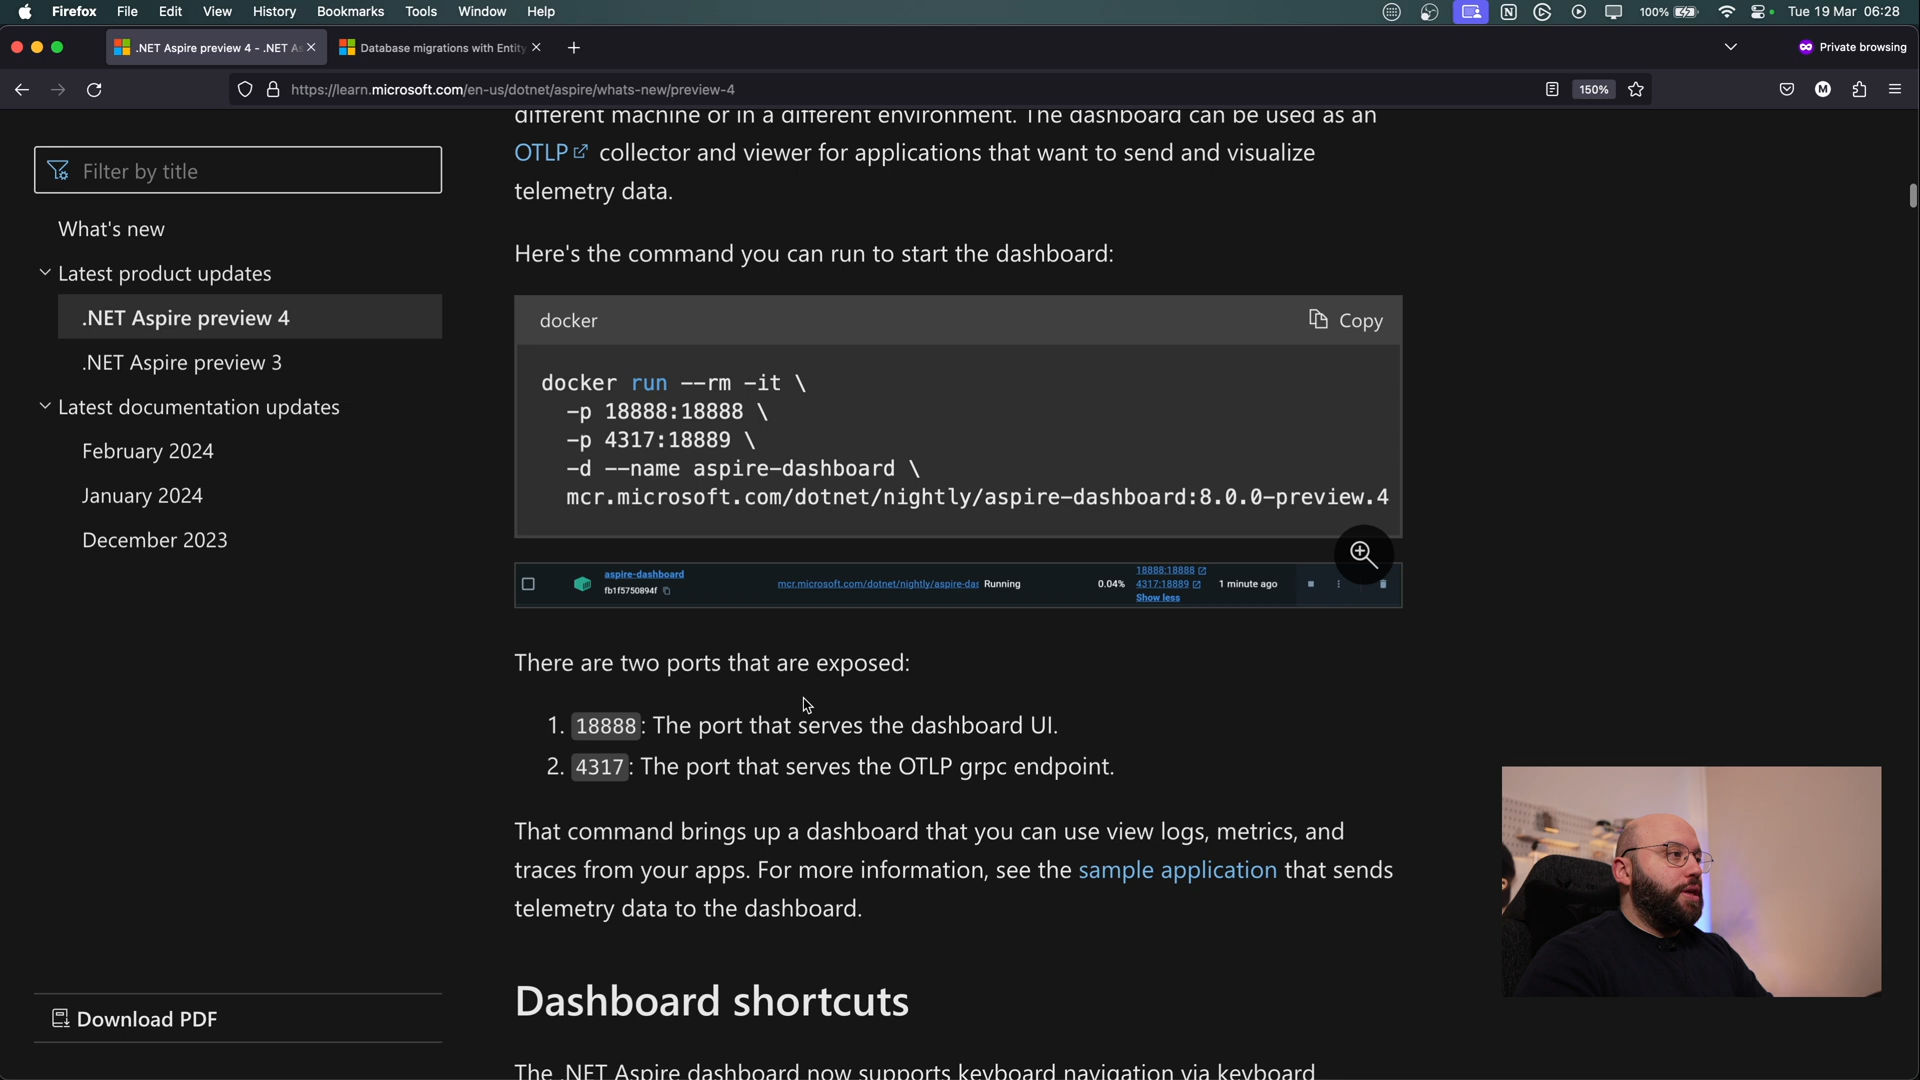 Firefox File Edit View History Bookmarks Tools Window Help 100% Tue 19 Mar 06:28
.NET Aspire preview 4 - .NET As Database migrations with Entity Private browsing
https://learn.microsoft.com/en-us/dotnet/aspire/whats-new/preview-4 150%
different machine or in a different environment. The dashboard can be used as an
OTLP collector and viewer for applications that want to send and visualize
telemetry data.
Filter by title
What's new
Latest product updates
.NET Aspire preview 4
.NET Aspire preview 3
Latest documentation updates
February 2024
January 2024
December 2023
Download PDF
Here's the command you can run to start the dashboard:
docker Copy
docker run --rm -it \
-p 18888:18888 \
-p 4317:18889 \
-d --name aspire-dashboard \
mcr.microsoft.com/dotnet/nightly/aspire-dashboard:8.0.0-preview.4
aspire-dashboard
fb1f5750894f
mcr.microsoft.com/dotnet/nightly/aspire-das Running 0.04%
18888:18888
4317:18889
Show less
1 minute ago
There are two ports that are exposed:
1. 18888: The port that serves the dashboard UI.
2. 4317: The port that serves the OTLP grpc endpoint.
That command brings up a dashboard that you can use view logs, metrics, and
traces from your apps. For more information, see the sample application that sends
telemetry data to the dashboard.
Dashboard shortcuts
The .NET Aspire dashboard now supports keyboard navigation via keyboard